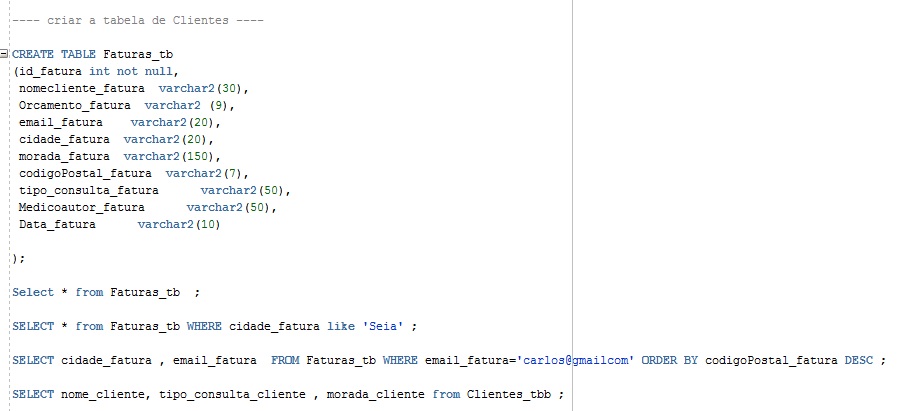 ---- criar a tabela de Clientes ----
CREATE TABLE Faturas_tb
(id_fatura int not null,
nomecliente_fatura varchar2(30),
Orcamento_fatura varchar2 (9),
email_fatura varchar2(20),
cidade_fatura varchar2(20),
morada_fatura varchar2(150),
codigoPostal_fatura varchar2(7),
tipo_consulta_fatura varchar2(50),
Medicoautor_fatura varchar2(50),
Data_fatura varchar2(10)
);
Select * from Faturas_tb ;
SELECT * from Faturas_tb WHERE cidade_fatura like 'Seia' ;
SELECT cidade_fatura , email_fatura FROM Faturas_tb WHERE email_fatura='carlos@gmailcom' ORDER BY codigoPostal_fatura DESC ;
SELECT nome_cliente, tipo_consulta_cliente , morada_cliente from Clientes_tbb ;